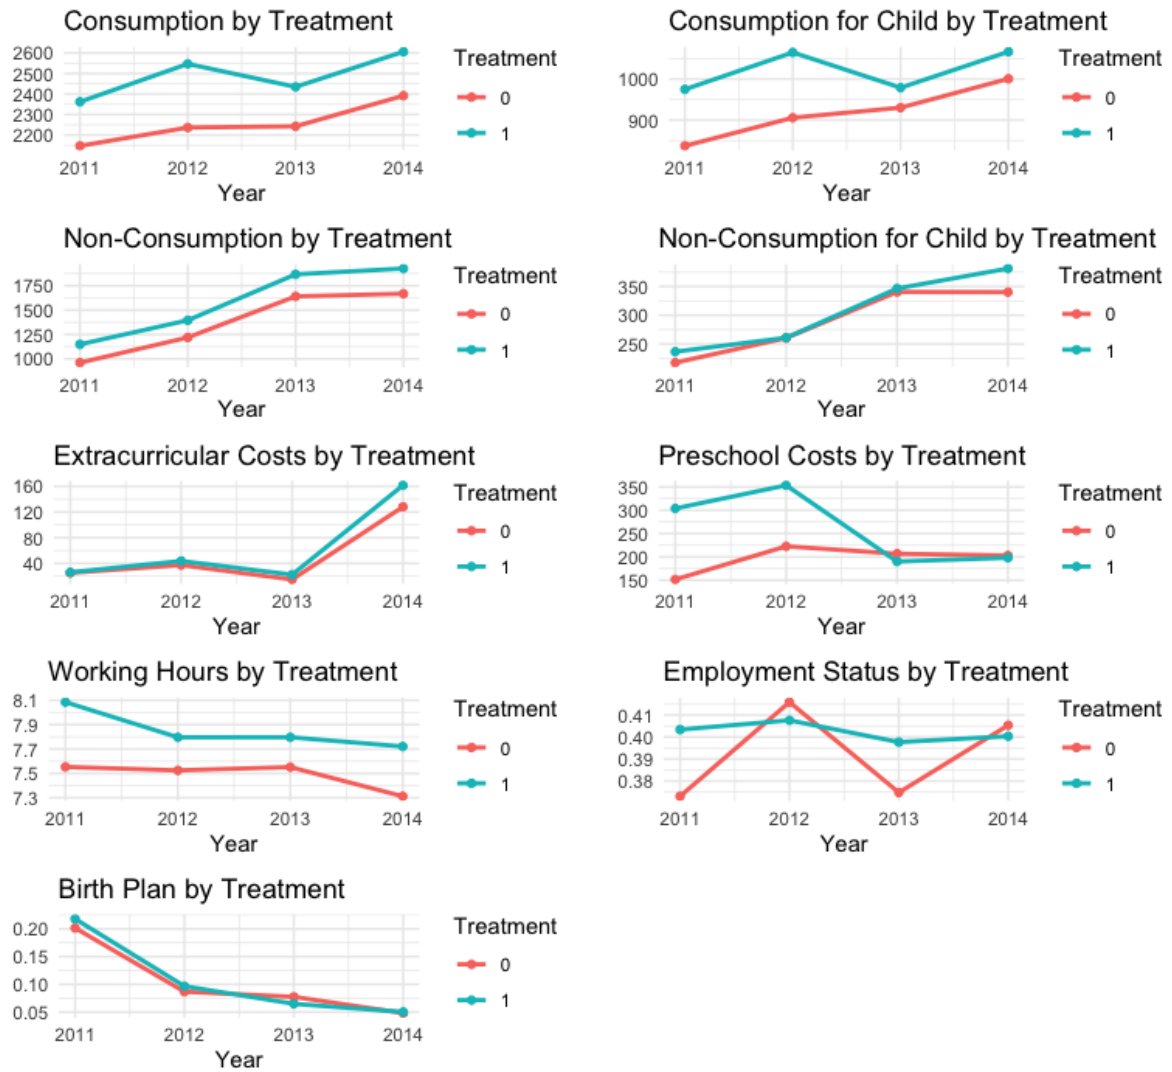 Consumption by Treatment
2600
2500
2400
2300
2200
2011 2012 2013 2014
Year
Treatment
0
1
Consumption for Child by Treatment
1000
900
2011 2012 2013 2014
Year
Treatment
0
1
Non-Consumption by Treatment
1750
1500
1250
1000
2011 2012 2013 2014
Year
Treatment
0
1
Non-Consumption for Child by Treatment
350
300
250
2011 2012 2013 2014
Year
Treatment
0
1
Extracurricular Costs by Treatment
160
120
80
40
2011 2012 2013 2014
Year
Treatment
0
1
Preschool Costs by Treatment
350
300
250
200
150
2011 2012 2013 2014
Year
Treatment
0
1
Working Hours by Treatment
8.1
7.9
7.7
7.5
7.3
2011 2012 2013 2014
Year
Treatment
0
1
Employment Status by Treatment
0.41
0.40
0.39
0.38
2011 2012 2013 2014
Year
Treatment
0
1
Birth Plan by Treatment
0.20
0.15
0.10
0.05
2011 2012 2013 2014
Year
Treatment
0
1